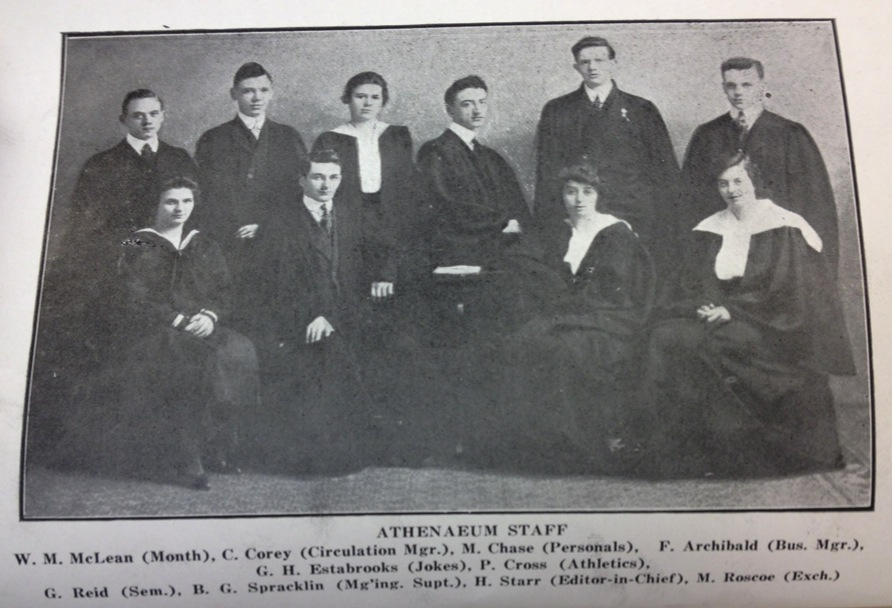 ATHENAEUM STAFF
W. M. McLean (Month), C. Corey (Circulation Mgr.), M. Chase (Personals), F. Archibald (Bus. Mgr.),
G. H. Estabrooks (Jokes), P. Cross (Athletics),
G. Reid (Sem.), B. G. Spracklin (Mg'ing. Supt.), H. Starr (Editor-in-Chief), M. Roscoe (Exch.)